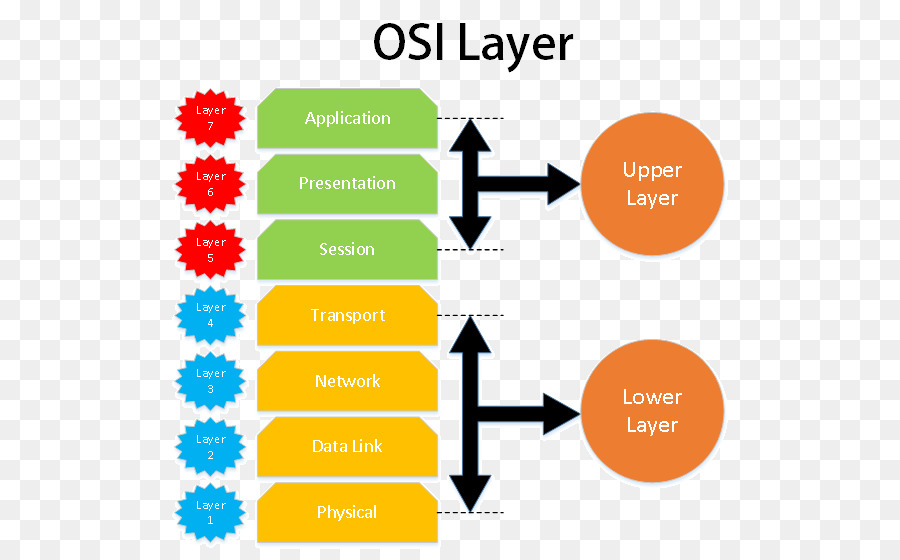 OSI Layer
Layer
7
Application
Layer
6
Presentation
Layer
5
Session
Upper
Layer
Layer
4
Transport
Layer
3
Network
Layer
2
Data Link
Layer
1
Physical
Lower
Layer